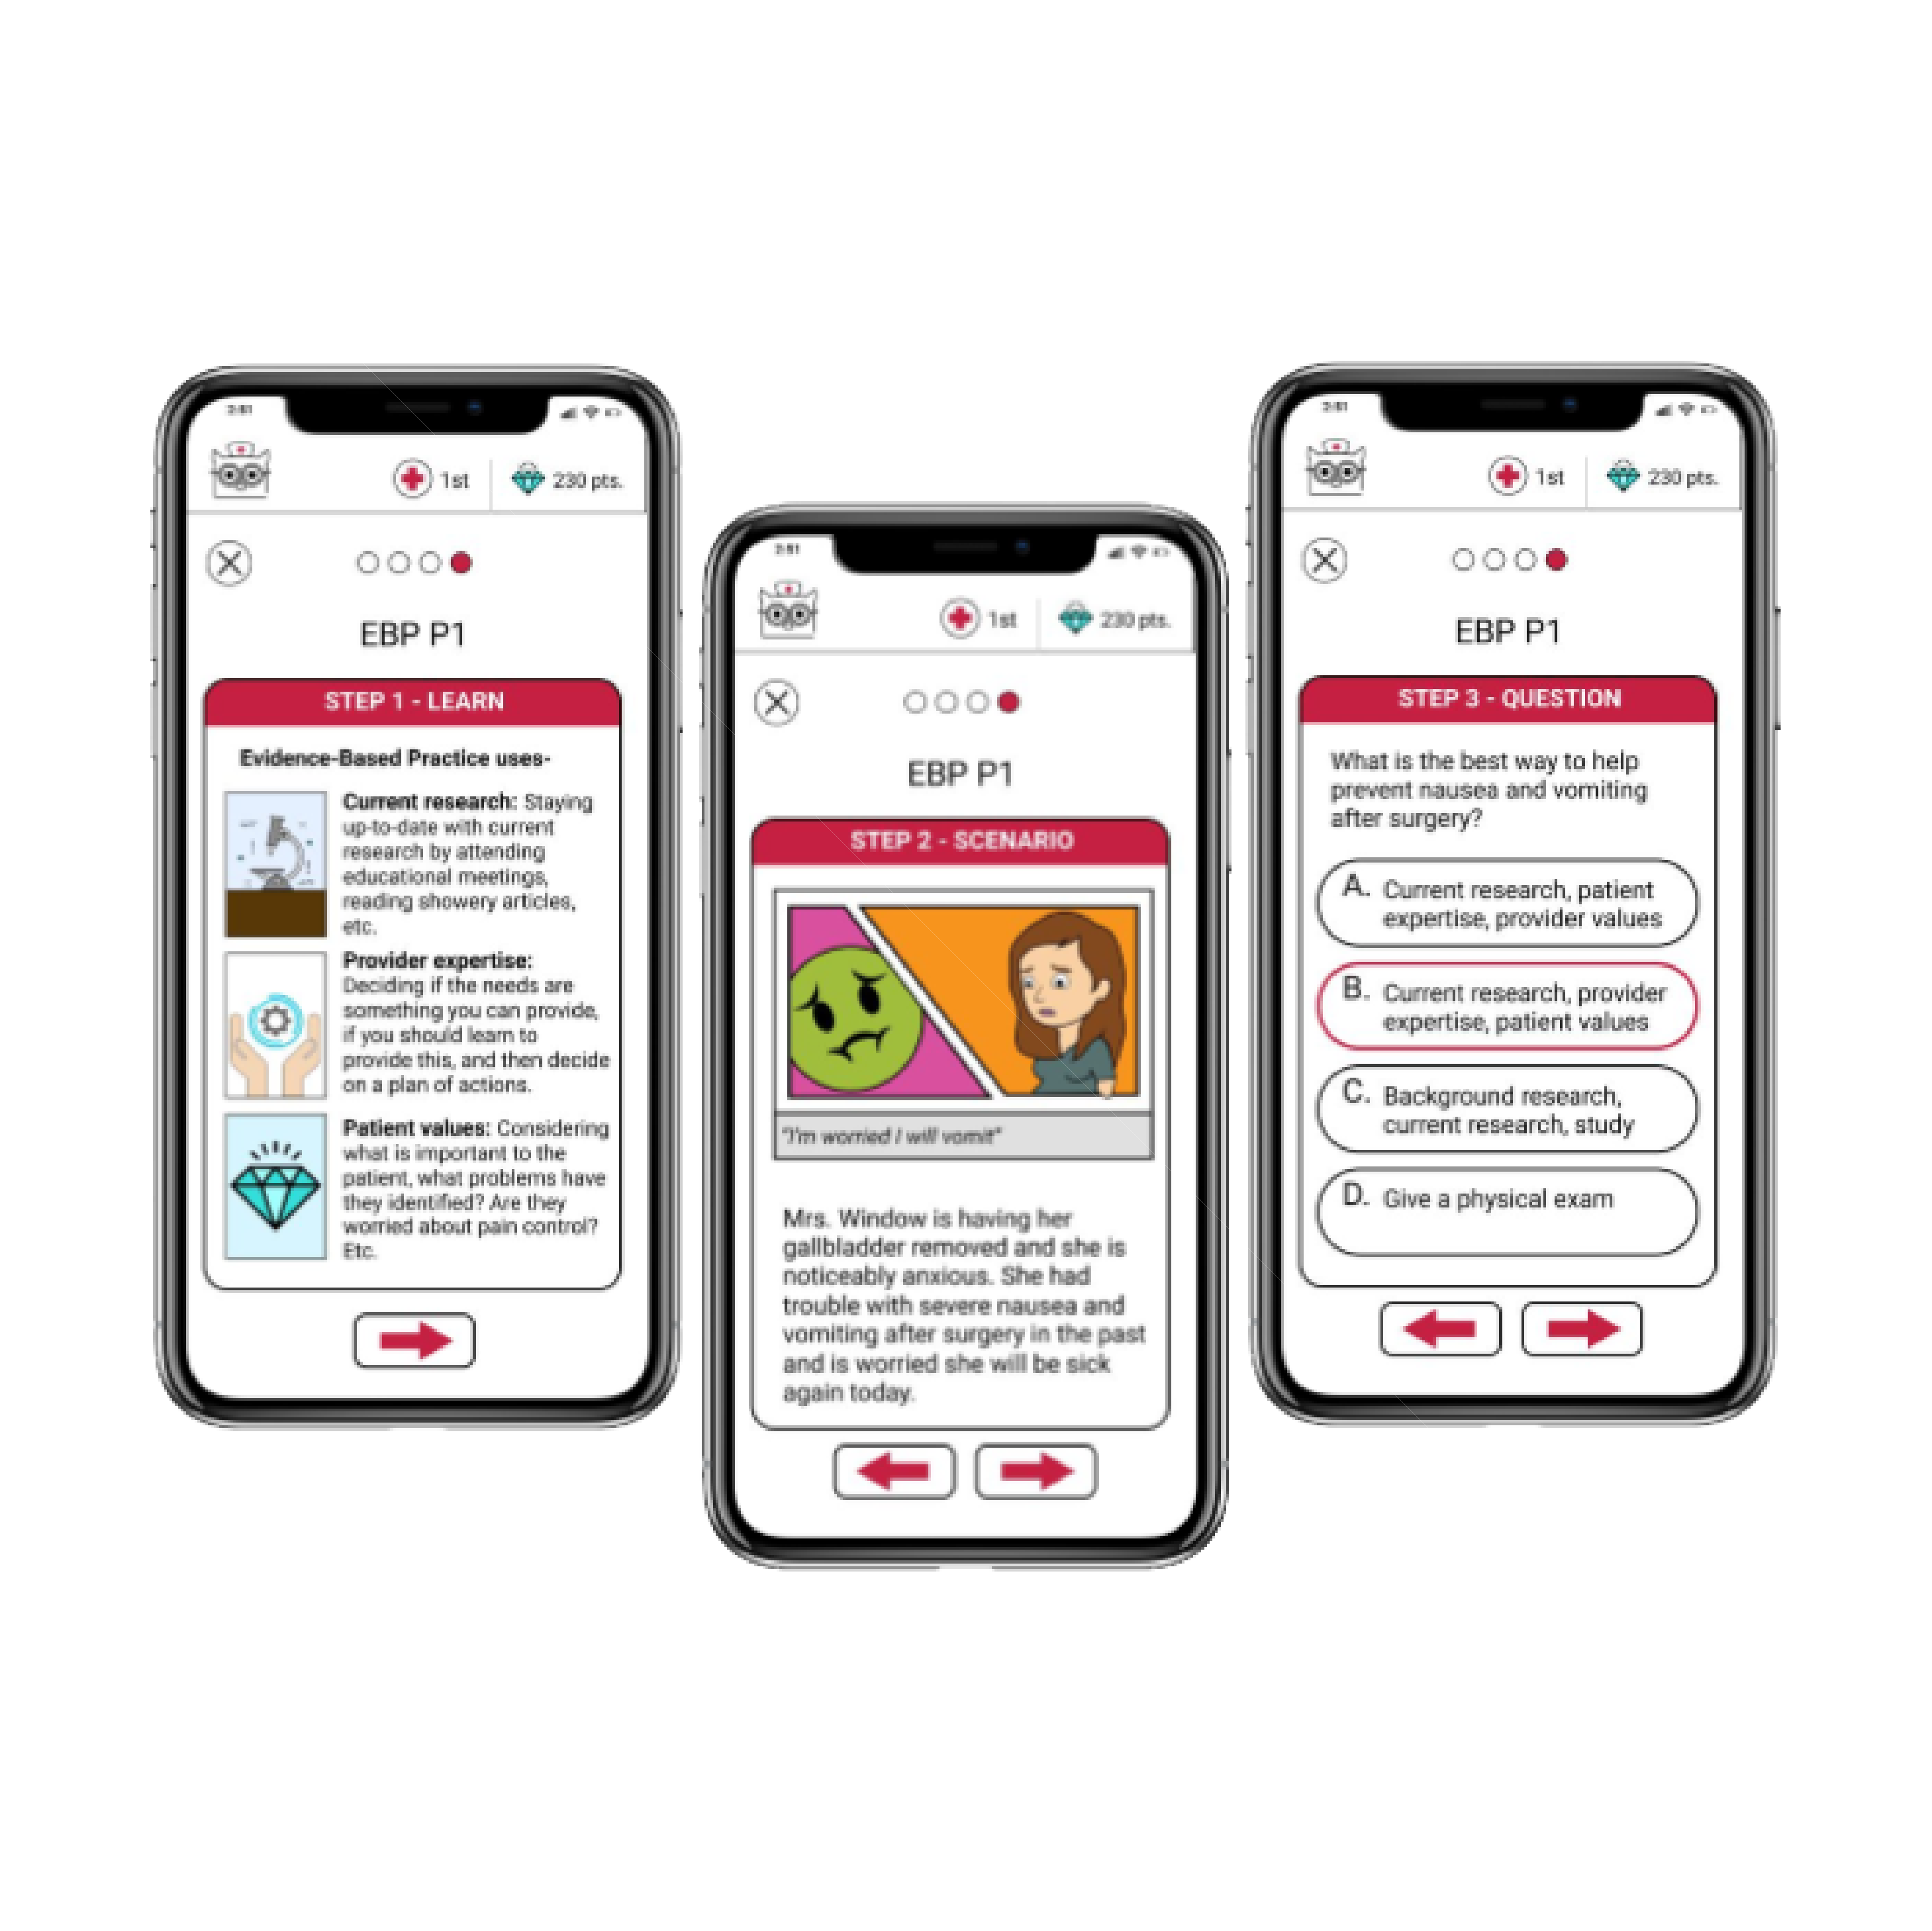 2:51
1st
230 pts.
EBP P1
STEP 1 - LEARN
Evidence-Based Practice uses-
Current research: Staying
up-to-date with current
research by attending
educational meetings,
reading showery articles,
etc.
Provider expertise:
Deciding if the needs are
something you can provide,
if you should learn to
provide this, and then decide
on a plan of actions.
Patient values: Considering
what is important to the
patient, what problems have
they identified? Are they
worried about pain control?
Etc.
2:51
1st
230 pts.
EBP P1
STEP 2 - SCENARIO
"I'm worried I will vomit"
Mrs. Window is having her
gallbladder removed and she is
noticeably anxious. She had
trouble with severe nausea and
vomiting after surgery in the past
and is worried she will be sick
again today.
2:51
1st
230 pts.
EBP P1
STEP 3 - QUESTION
What is the best way to help
prevent nausea and vomiting
after surgery?
A. Current research, patient
expertise, provider values
B. Current research, provider
expertise, patient values
C. Background research,
current research, study
D. Give a physical exam